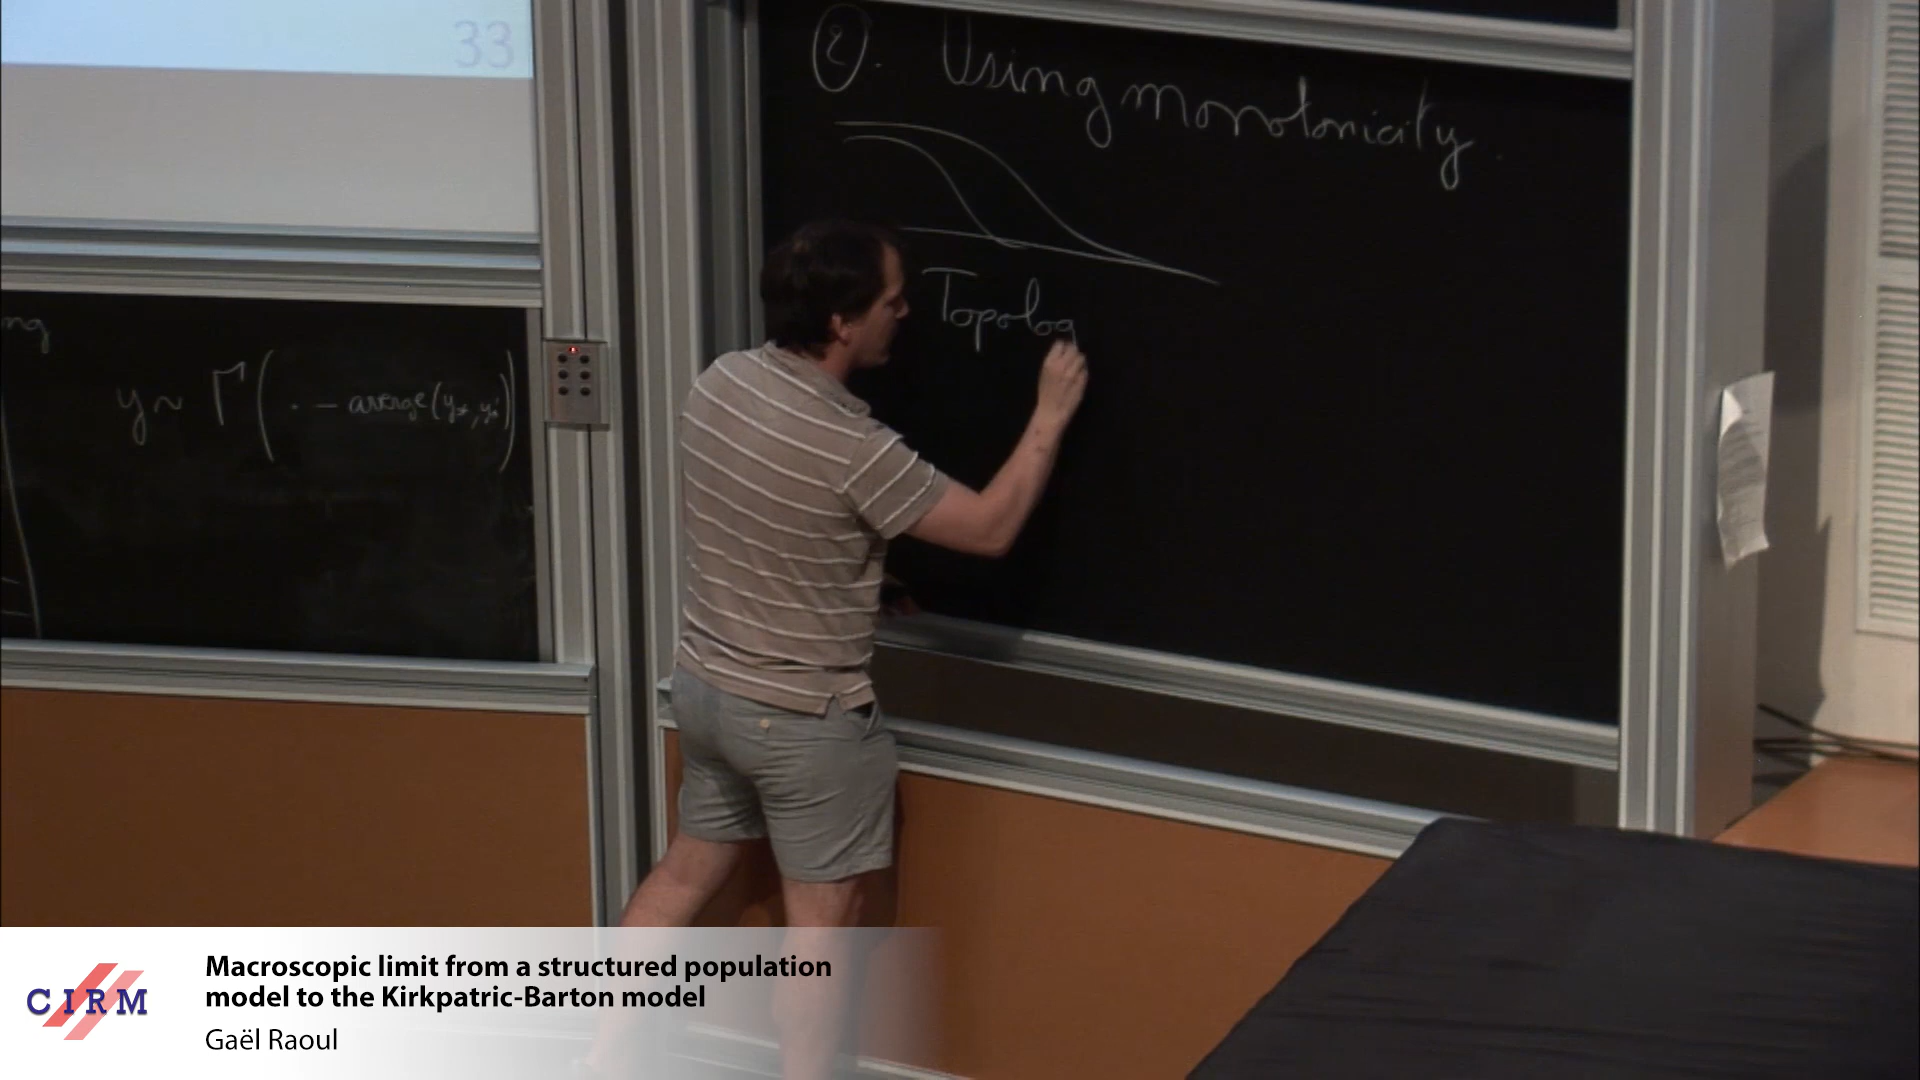 33
②. Using monotonicity.
Topolog
ng
y ~ Γ( · - average(y*, y*'))
CIRM
Macroscopic limit from a structured population
model to the Kirkpatric-Barton model
Gaël Raoul